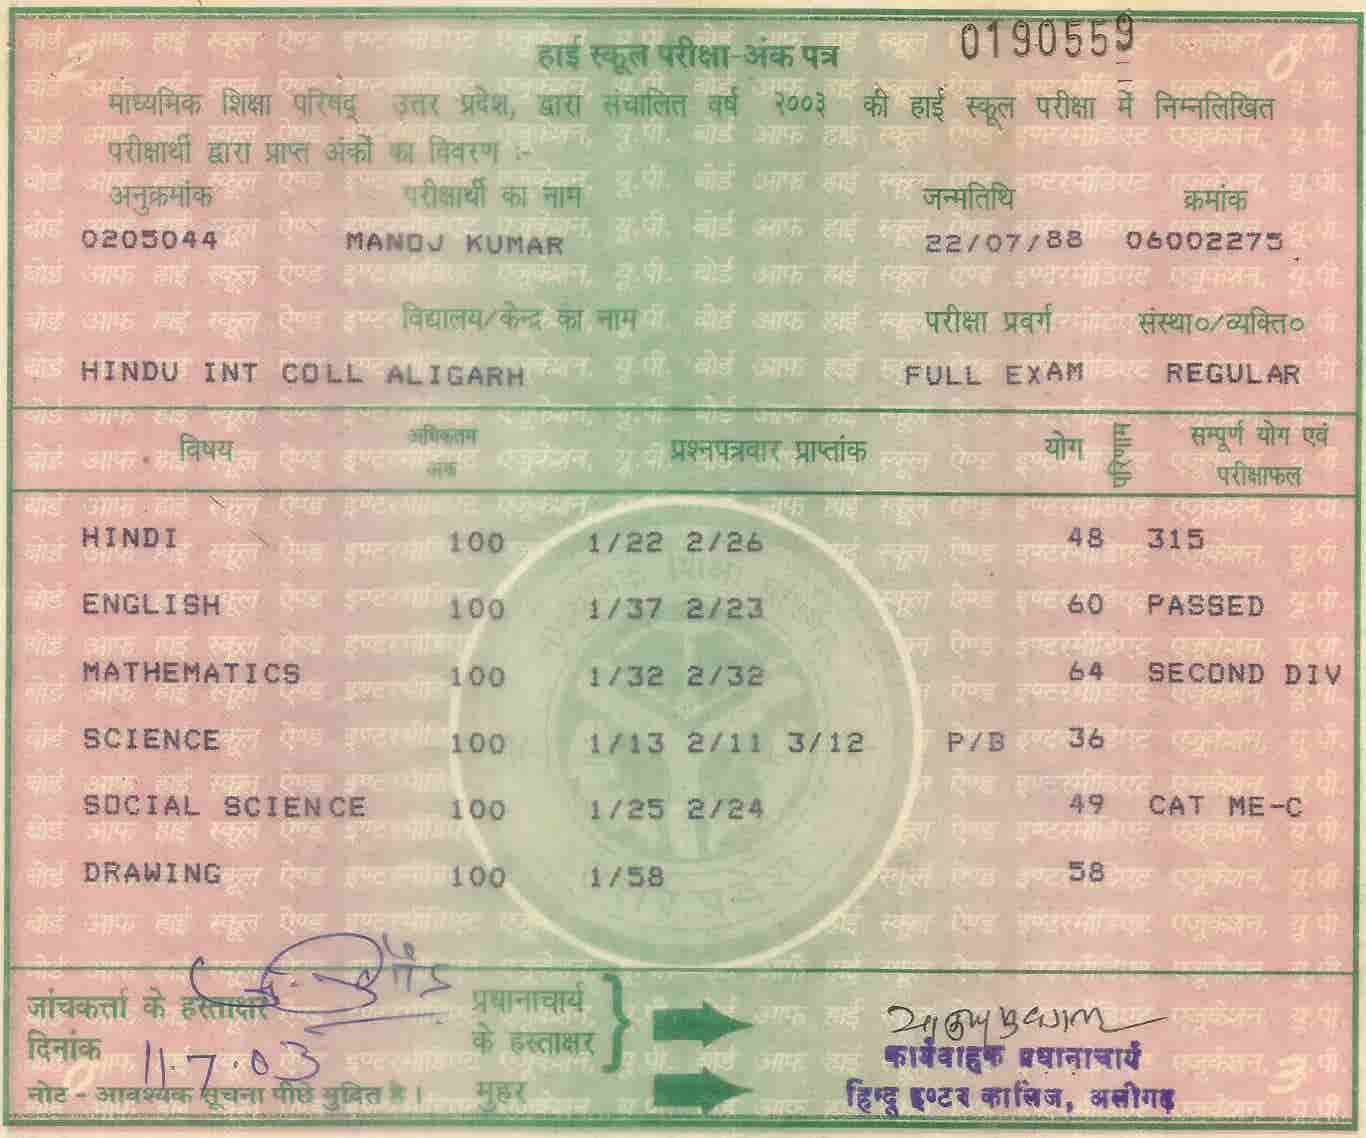 0190559
हाई स्कूल परीक्षा-अंक पत्र
माध्यमिक शिक्षा परिषद् उत्तर प्रदेश, द्वारा संचालित वर्ष २००३ की हाई स्कूल परीक्षा में निम्नलिखित
परीक्षार्थी द्वारा प्राप्त अंकों का विवरण :-
अनुक्रमांक परीक्षार्थी का नाम जन्मतिथि क्रमांक
0205044 MANOJ KUMAR 22/07/88 06002275
विद्यालय/केन्द्र का नाम परीक्षा प्रवर्ग संस्था०/व्यक्ति०
HINDU INT COLL ALIGARH FULL EXAM REGULAR
विषय अधिकतम अंक प्रश्नपत्रवार प्राप्तांक योग परिणाम सम्पूर्ण योग एवं परीक्षाफल
HINDI 100 1/22 2/26 48 315
ENGLISH 100 1/37 2/23 60 PASSED
MATHEMATICS 100 1/32 2/32 64 SECOND DIV
SCIENCE 100 1/13 2/11 3/12 P/B 36
SOCIAL SCIENCE 100 1/25 2/24 49 CAT ME-C
DRAWING 100 1/58 58
जांचकर्त्ता के हस्ताक्षर प्रधानाचार्य के हस्ताक्षर
दिनांक 11.7.03
कार्यवाहक प्रधानाचार्य
नोट - आवश्यक सूचना पीछे मुद्रित है। मुहर हिन्दू इण्टर कालिज, अलीगढ़